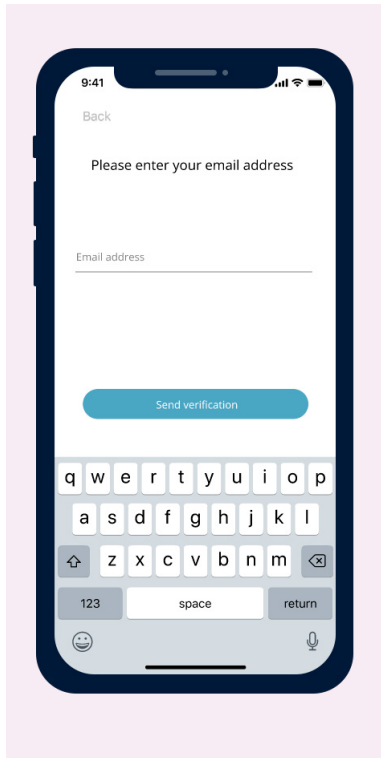 9:41
Back
Please enter your email address
Email address
Send verification
q w e r t y u i o p
a s d f g h j k l
z x c v b n m
123 space return